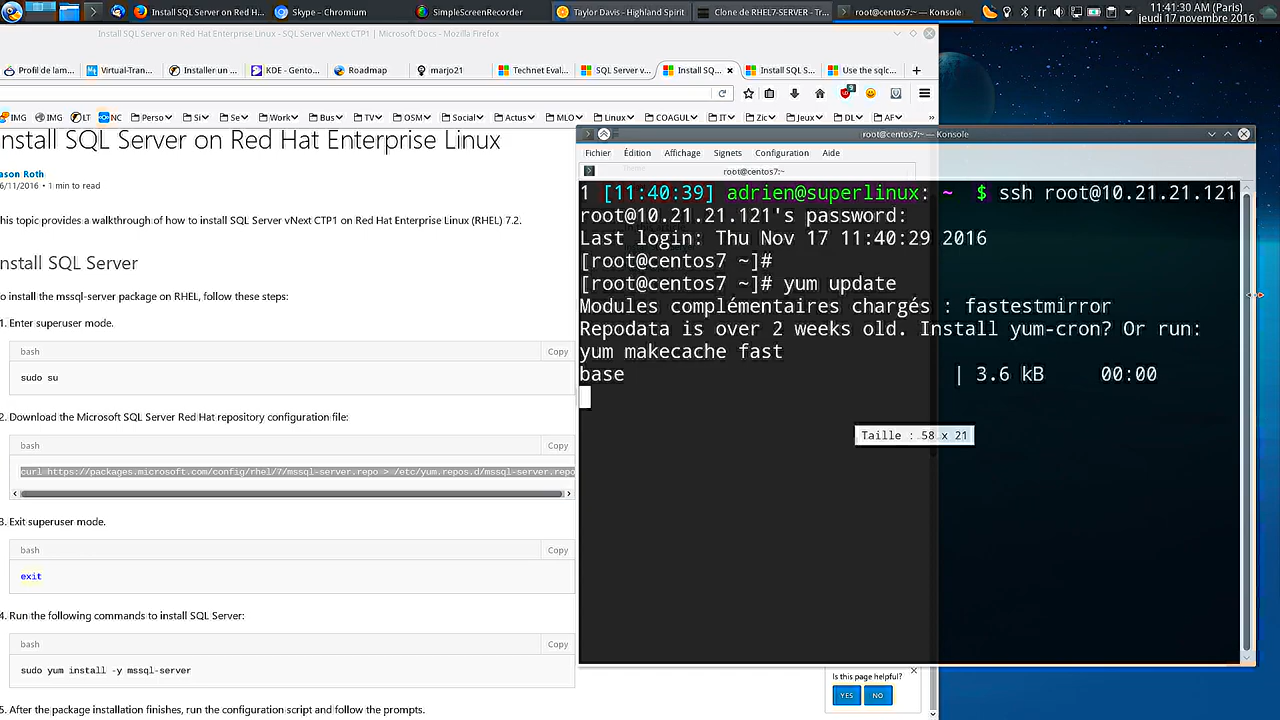 Install SQL Server on Red H...
Skype - Chromium
SimpleScreenRecorder
Taylor Davis - Highland Spirit
Clone de RHEL7-SERVER - Tr...
root@centos7:~ — Konsole
fr
11:41:30 AM (Paris)
jeudi 17 novembre 2016
Install SQL Server on Red Hat Enterprise Linux - SQL Server vNext CTP1 | Microsoft Docs - Mozilla Firefox
Profil de lam...
Virtual-Tran...
Installer un ...
KDE - Gento...
Roadmap
marjo21
Technet Eval...
SQL Server v...
Install SQ...
Install SQL S...
Use the sqlc...
IMG
IMG
LT
NC
Perso
Si
Se
Work
Bus
TV
OSM
Social
Actus
MLO
Linux
COAGUL
IT
Zic
Jeux
DL
AF
»
nstall SQL Server on Red Hat Enterprise Linux
ason Roth
6/11/2016 • 1 min to read
his topic provides a walkthrough of how to install SQL Server vNext CTP1 on Red Hat Enterprise Linux (RHEL) 7.2.
nstall SQL Server
o install the mssql-server package on RHEL, follow these steps:
1. Enter superuser mode.
bash
Copy
sudo su
2. Download the Microsoft SQL Server Red Hat repository configuration file:
bash
Copy
curl https://packages.microsoft.com/config/rhel/7/mssql-server.repo > /etc/yum.repos.d/mssql-server.repo
3. Exit superuser mode.
bash
Copy
exit
4. Run the following commands to install SQL Server:
bash
Copy
sudo yum install -y mssql-server
5. After the package installation finishes, run the configuration script and follow the prompts.
root@centos7:~ — Konsole
Fichier Édition Affichage Signets Configuration Aide
root@centos7:~
1 [11:40:39] adrien@superlinux: ~ $ ssh root@10.21.21.121
root@10.21.21.121's password:
Last login: Thu Nov 17 11:40:29 2016
[root@centos7 ~]#
[root@centos7 ~]# yum update
Modules complémentaires chargés : fastestmirror
Repodata is over 2 weeks old. Install yum-cron? Or run:
yum makecache fast
base | 3.6 kB 00:00
Taille : 58 x 21
Is this page helpful?
YES
NO